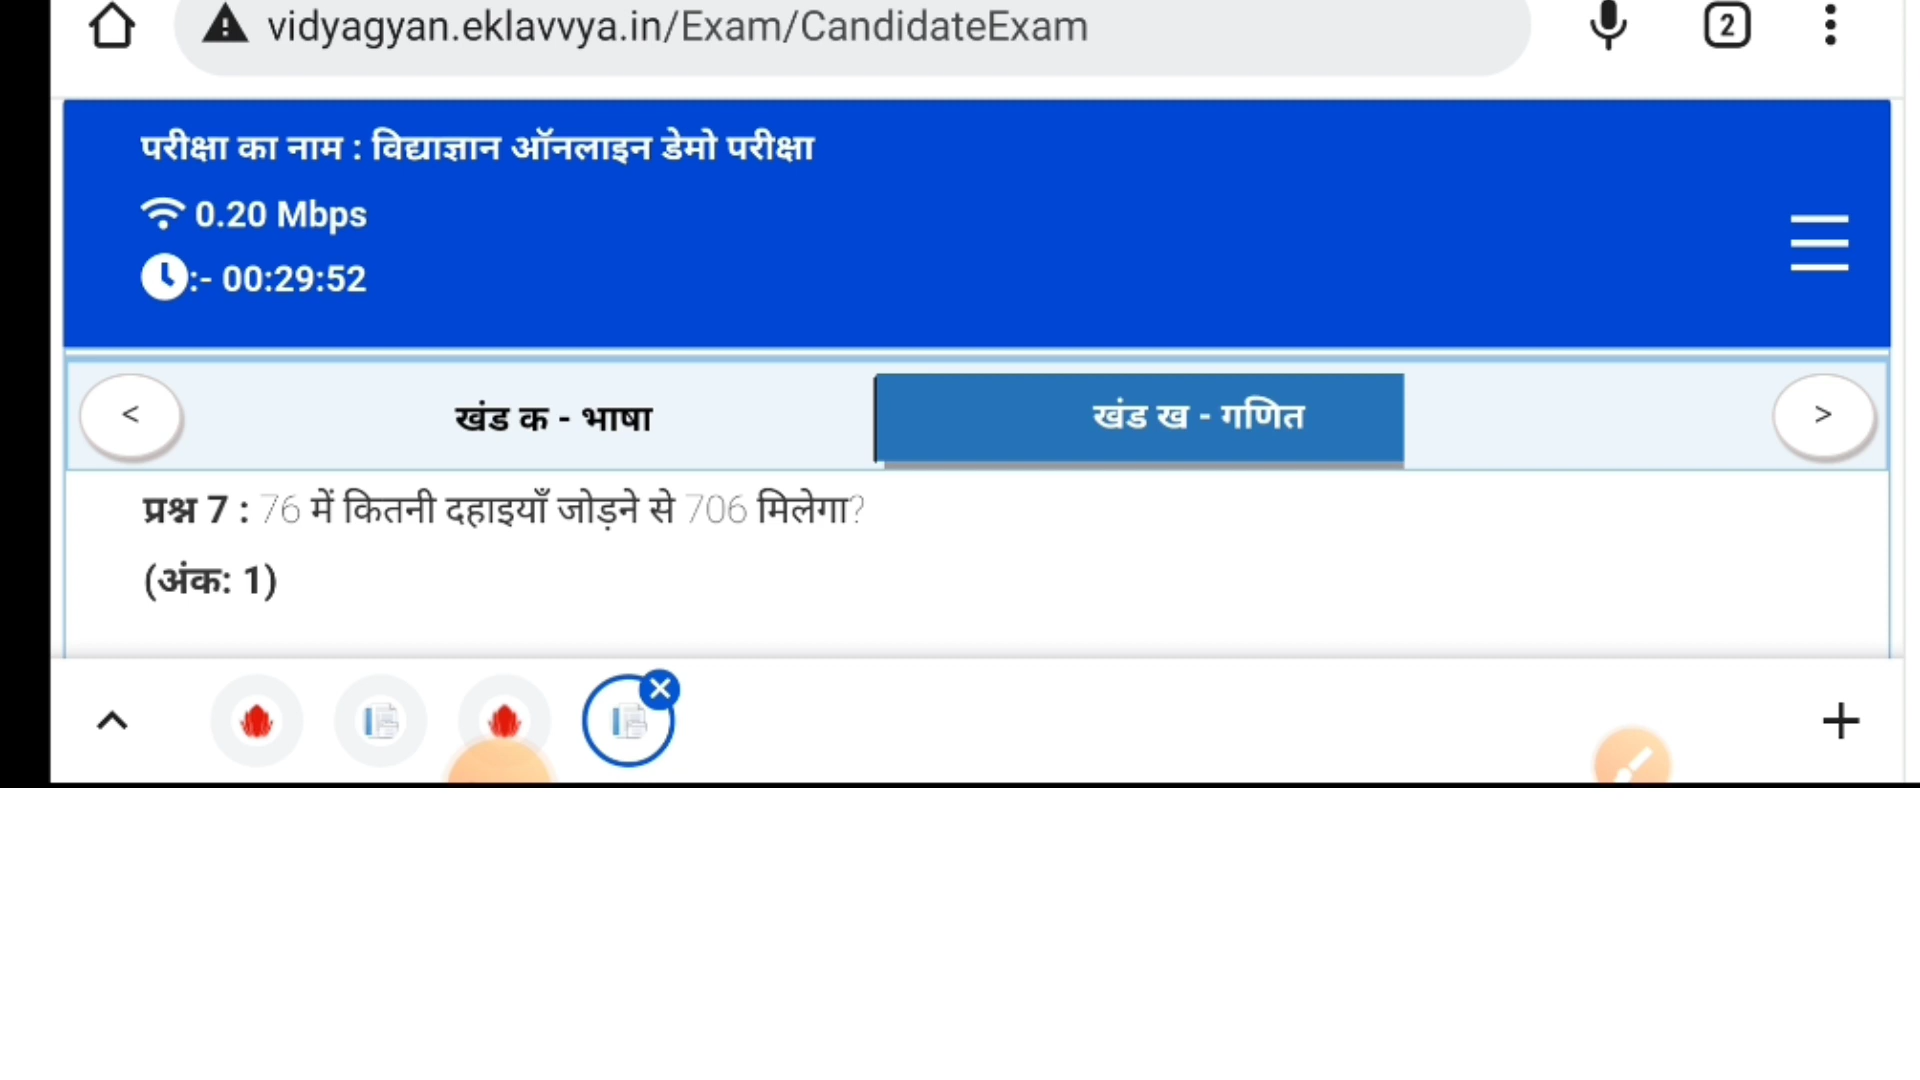 vidyagyan.eklavvya.in/Exam/CandidateExam
2
परीक्षा का नाम : विद्याज्ञान ऑनलाइन डेमो परीक्षा
0.20 Mbps
:- 00:29:52
< खंड क - भाषा खंड ख - गणित >
प्रश्न 7 : 76 में कितनी दहाइयाँ जोड़ने से 706 मिलेगा?
(अंक: 1)